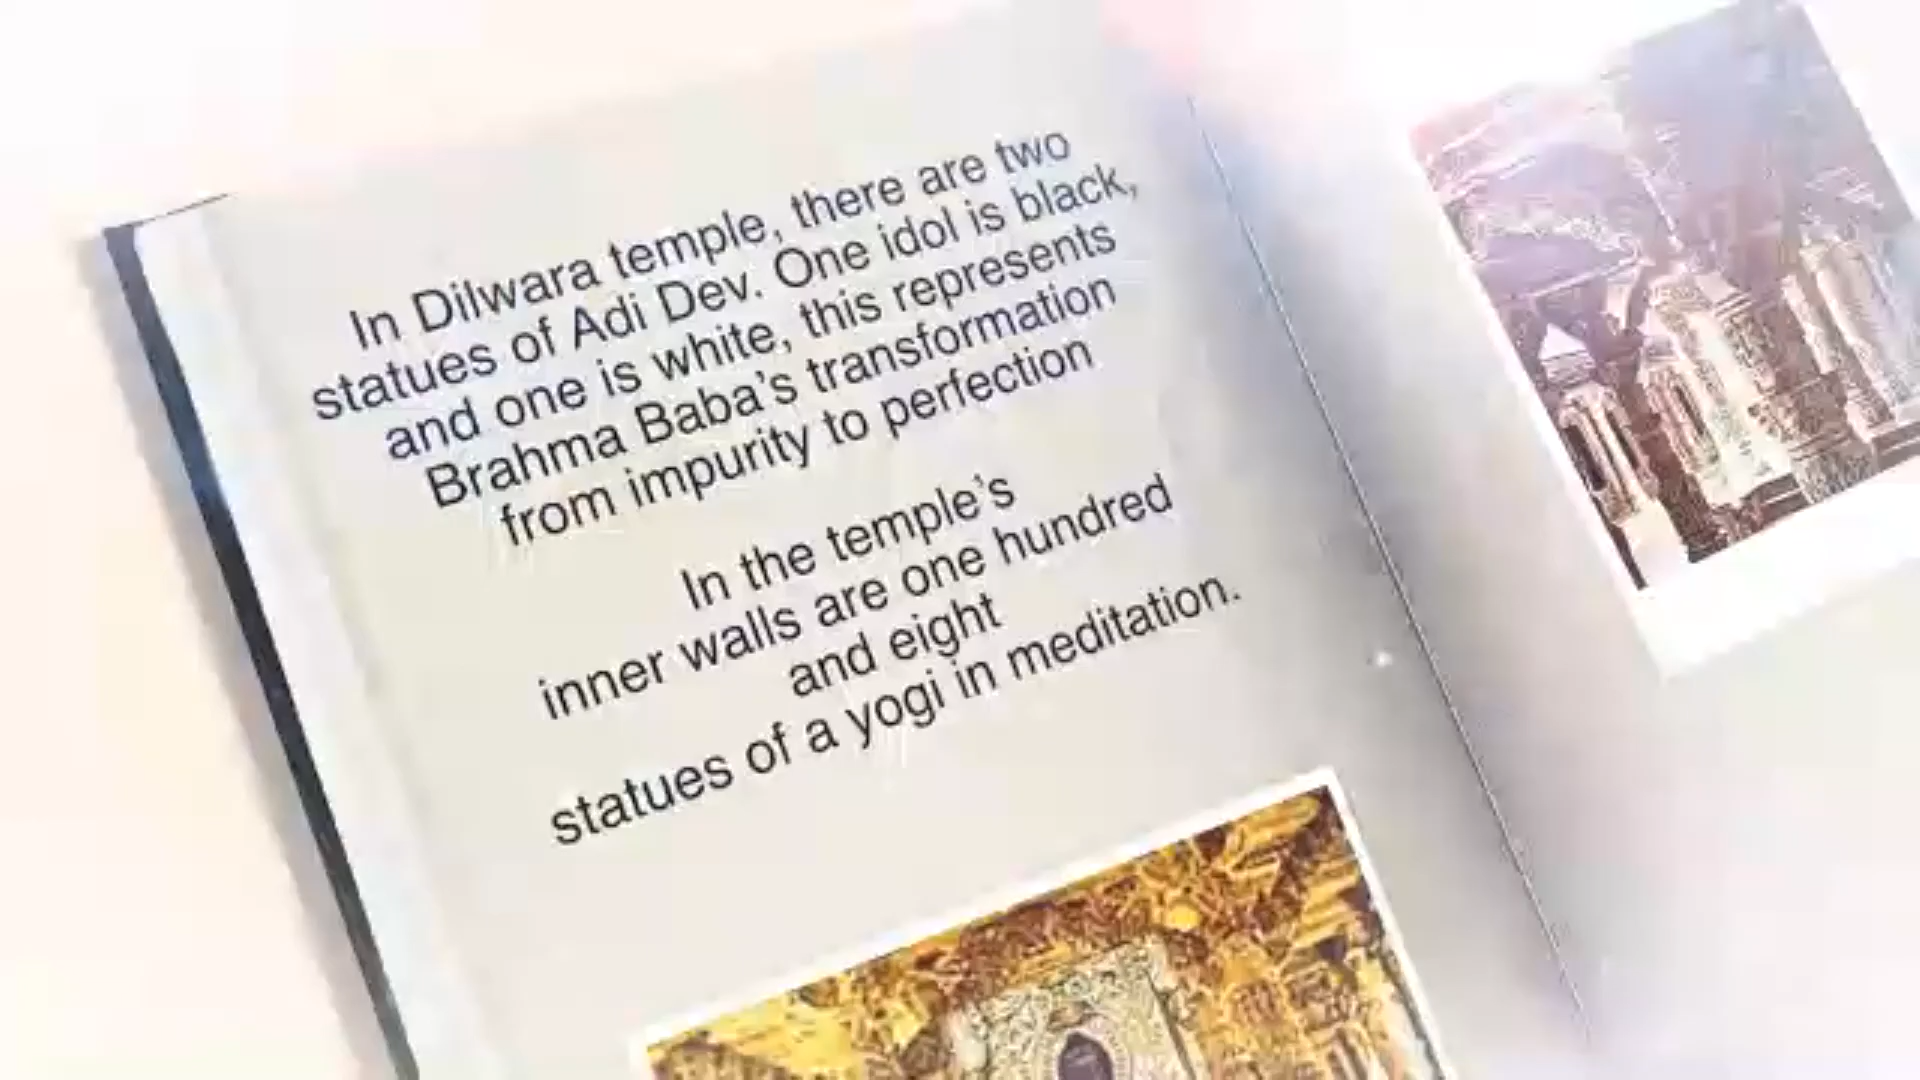 In Dilwara temple, there are two
statues of Adi Dev. One idol is black,
and one is white, this represents
Brahma Baba's transformation
from impurity to perfection
In the temple's
inner walls are one hundred
and eight
statues of a yogi in meditation.